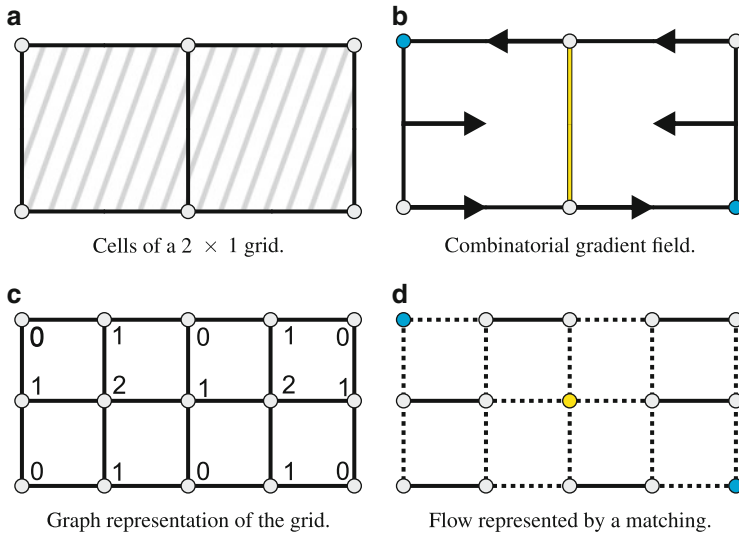 a
b
Cells of a 2 × 1 grid.
Combinatorial gradient field.
c
d
0 1 0 1 0
1 2 1 2 1
0 1 0 1 0
Graph representation of the grid.
Flow represented by a matching.